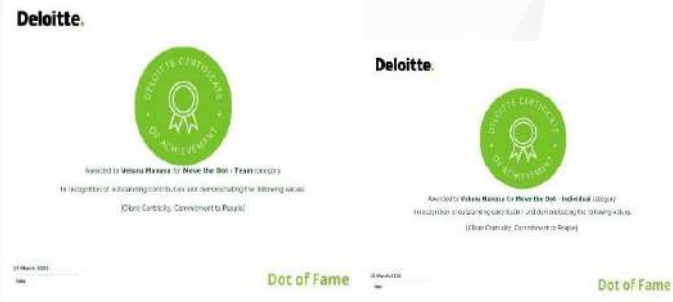 Deloitte.
DELOITTE CERTIFICATE
OF ACHIEVEMENT
Awarded to Manasa for Move the Dot - Team category
In recognition of outstanding contribution and demonstrating the following values
[Client Centricity, Commitment to People]
March
Date
Dot of Fame
Deloitte.
DELOITTE CERTIFICATE
OF ACHIEVEMENT
Awarded to Manasa for Move the Dot - Individual category
In recognition of outstanding contribution and demonstrating the following values
[Client Centricity, Commitment to People]
March
Date
Dot of Fame